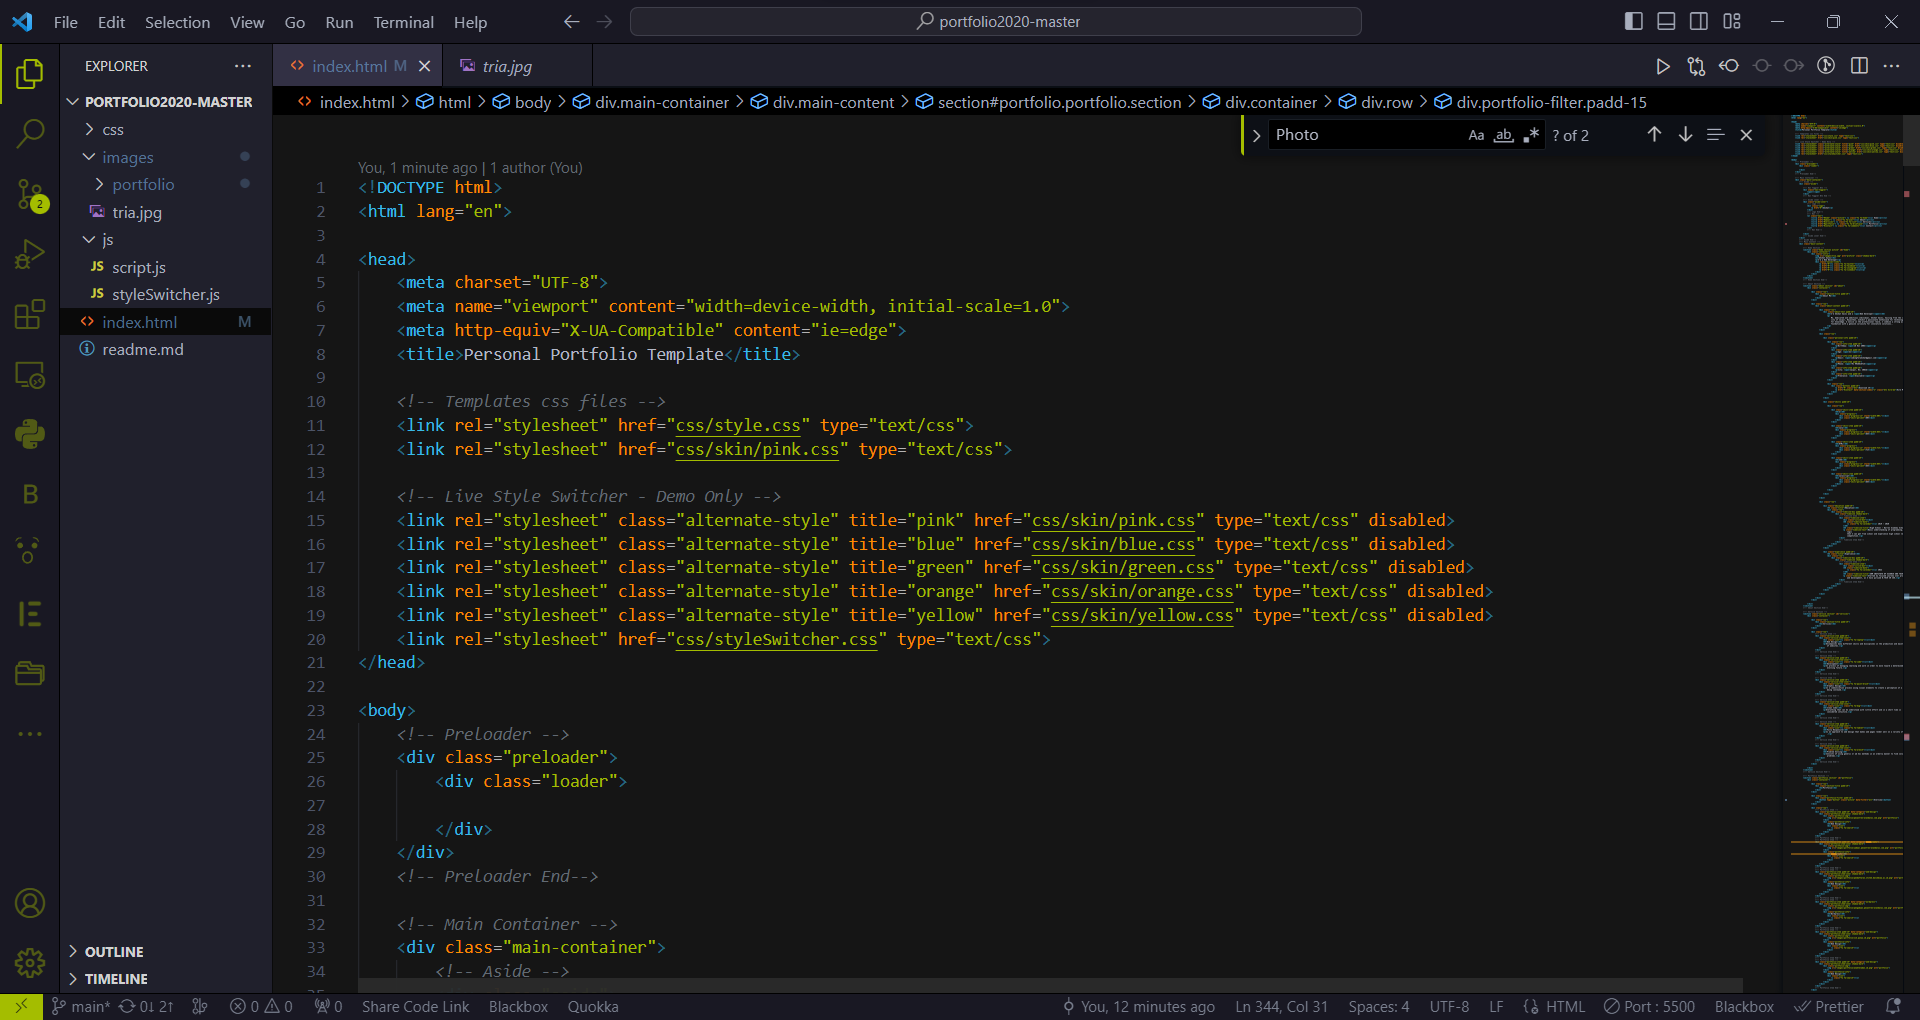 File Edit Selection View Go Run Terminal Help
portfolio2020-master
EXPLORER
PORTFOLIO2020-MASTER
css
images
portfolio
tria.jpg
js
JS script.js
JS styleSwitcher.js
index.html M
readme.md
OUTLINE
TIMELINE
2
B
index.html M
tria.jpg
index.html > html > body > div.main-container > div.main-content > section#portfolio.portfolio.section > div.container > div.row > div.portfolio-filter.padd-15
Photo Aa ab .* ? of 2
You, 1 minute ago | 1 author (You)
1 <!DOCTYPE html>
2 <html lang="en">
3
4 <head>
5 <meta charset="UTF-8">
6 <meta name="viewport" content="width=device-width, initial-scale=1.0">
7 <meta http-equiv="X-UA-Compatible" content="ie=edge">
8 <title>Personal Portfolio Template</title>
9
10 <!-- Templates css files -->
11 <link rel="stylesheet" href="css/style.css" type="text/css">
12 <link rel="stylesheet" href="css/skin/pink.css" type="text/css">
13
14 <!-- Live Style Switcher - Demo Only -->
15 <link rel="stylesheet" class="alternate-style" title="pink" href="css/skin/pink.css" type="text/css" disabled>
16 <link rel="stylesheet" class="alternate-style" title="blue" href="css/skin/blue.css" type="text/css" disabled>
17 <link rel="stylesheet" class="alternate-style" title="green" href="css/skin/green.css" type="text/css" disabled>
18 <link rel="stylesheet" class="alternate-style" title="orange" href="css/skin/orange.css" type="text/css" disabled>
19 <link rel="stylesheet" class="alternate-style" title="yellow" href="css/skin/yellow.css" type="text/css" disabled>
20 <link rel="stylesheet" href="css/styleSwitcher.css" type="text/css">
21 </head>
22
23 <body>
24 <!-- Preloader -->
25 <div class="preloader">
26 <div class="loader">
27
28 </div>
29 </div>
30 <!-- Preloader End-->
31
32 <!-- Main Container -->
33 <div class="main-container">
34 <!-- Aside -->
main* 0↓ 2↑ 0 0 0 Share Code Link Blackbox Quokka You, 12 minutes ago Ln 344, Col 31 Spaces: 4 UTF-8 LF HTML Port : 5500 Blackbox Prettier